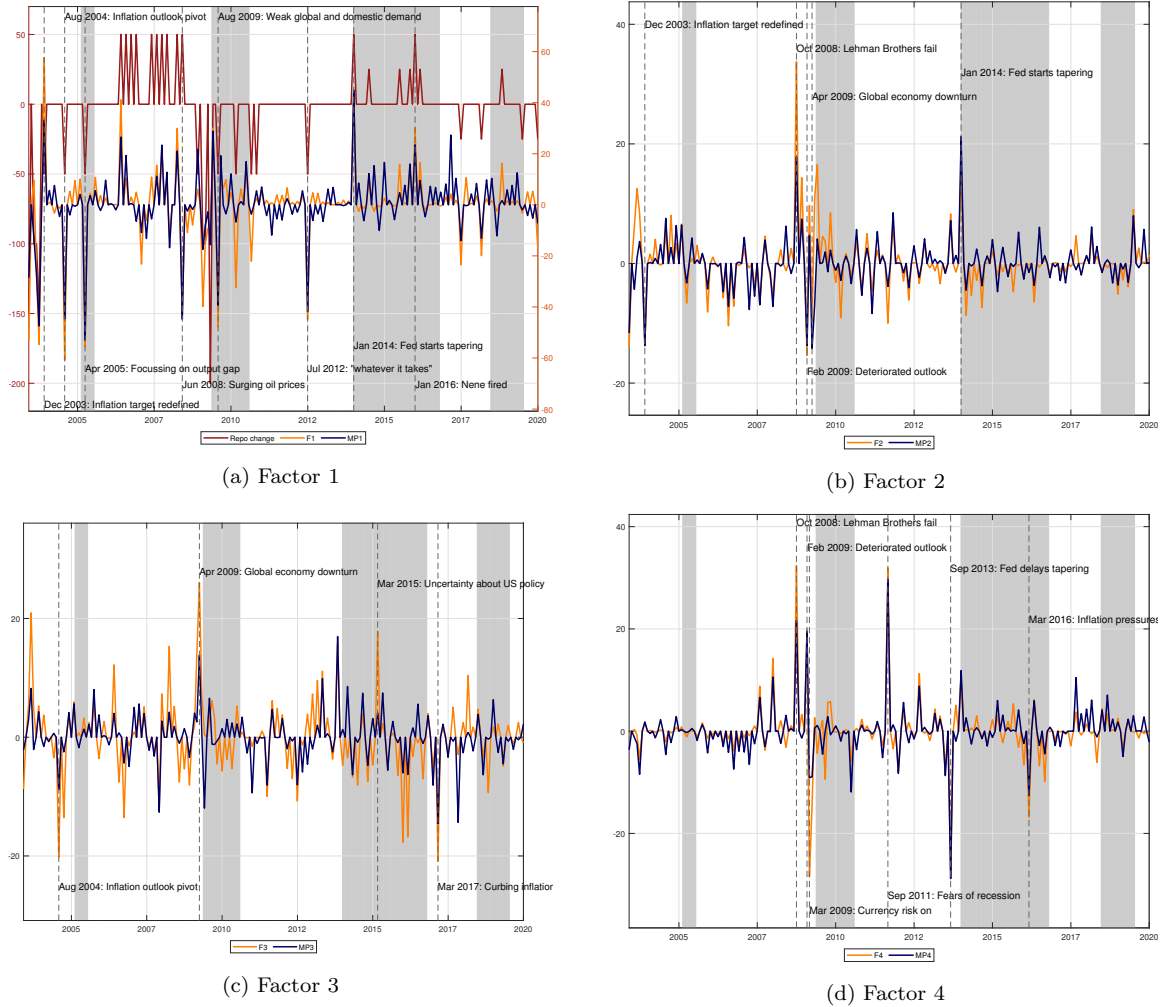 Aug 2004: Inflation outlook pivot
Aug 2009: Weak global and domestic demand
50
0
-50
-100
-150
-200
60
40
20
0
-20
-40
-60
-80
Jan 2014: Fed starts tapering
Apr 2005: Focussing on output gap
Jul 2012: "whatever it takes"
Jun 2008: Surging oil prices
Jan 2016: Nene fired
Dec 2003: Inflation target redefined
2005 2007 2010 2012 2015 2017 2020
Repo change F1 MP1
(a) Factor 1
40
20
0
-20
Dec 2003: Inflation target redefined
Oct 2008: Lehman Brothers fail
Jan 2014: Fed starts tapering
Apr 2009: Global economy downturn
Feb 2009: Deteriorated outlook
2005 2007 2010 2012 2015 2017 2020
F2 MP2
(b) Factor 2
20
0
-20
Apr 2009: Global economy downturn
Mar 2015: Uncertainty about US policy
Aug 2004: Inflation outlook pivot
Mar 2017: Curbing inflation
2005 2007 2010 2012 2015 2017 2020
F3 MP3
(c) Factor 3
40
20
0
-20
Oct 2008: Lehman Brothers fail
Feb 2009: Deteriorated outlook
Sep 2013: Fed delays tapering
Mar 2016: Inflation pressures
Sep 2011: Fears of recession
Mar 2009: Currency risk on
2005 2007 2010 2012 2015 2017 2020
F4 MP4
(d) Factor 4